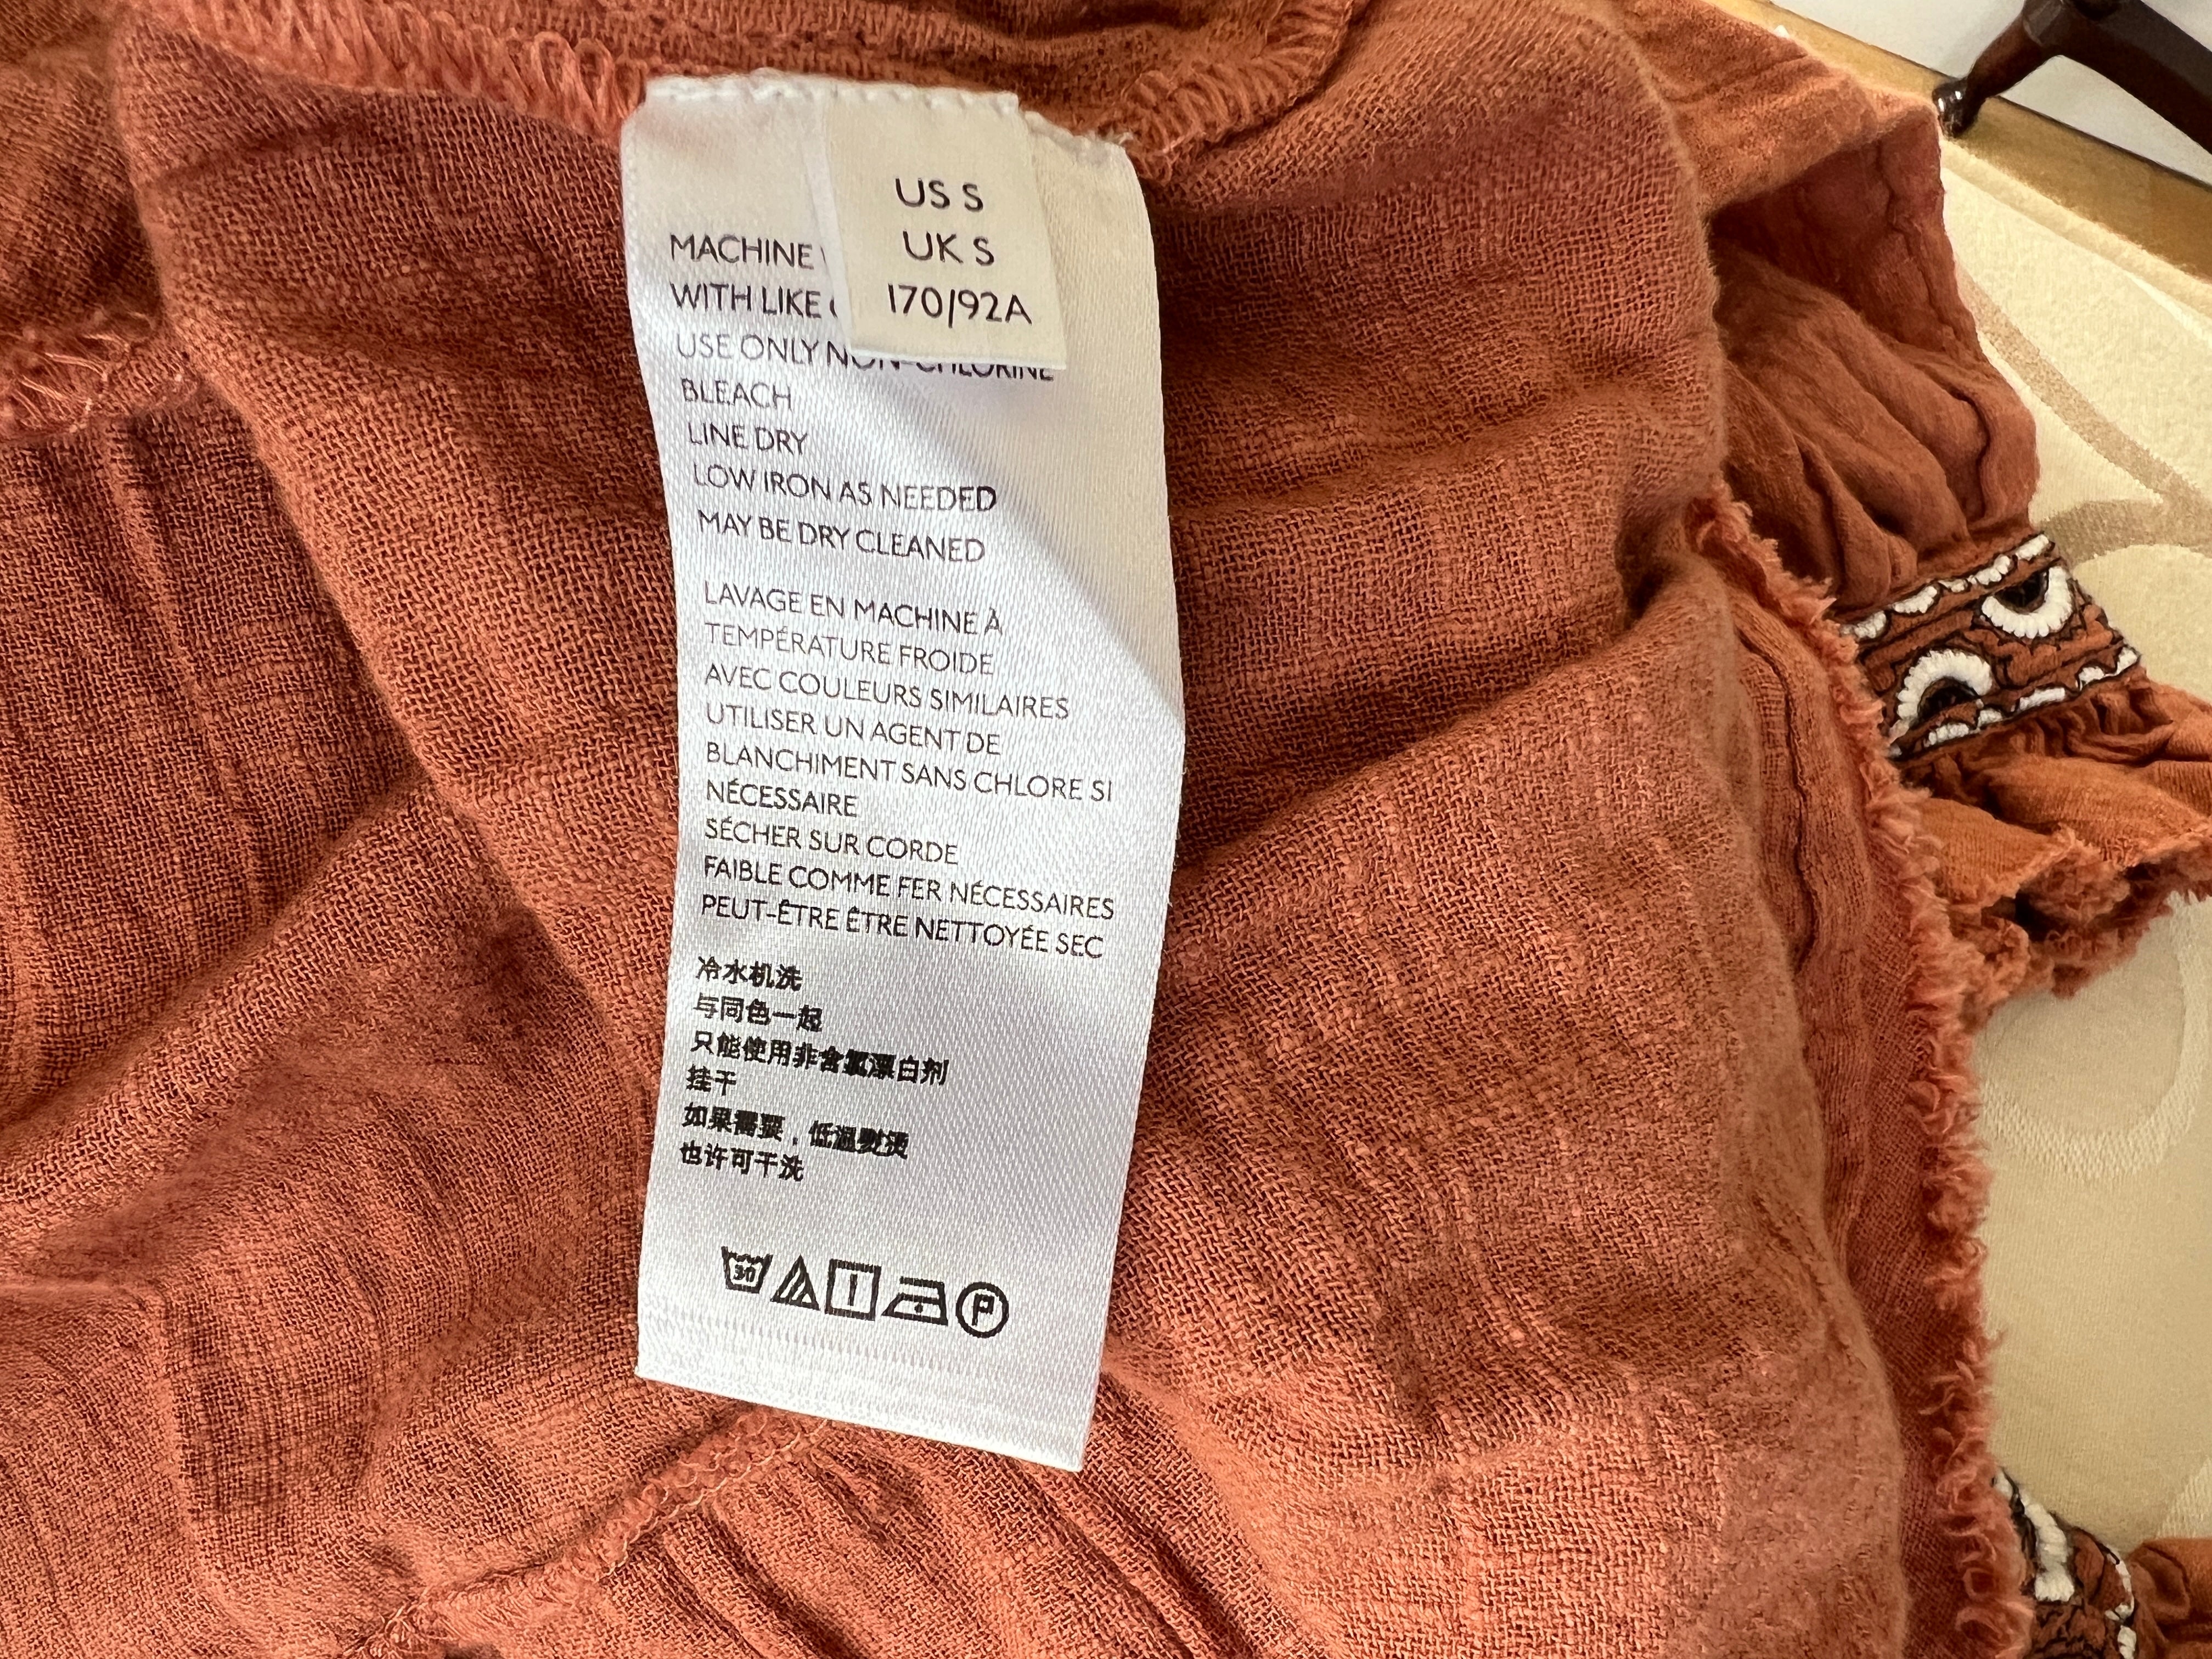 US S
UK S
170/92A
MACHINE
WITH LIKE
USE ONLY NON-CHLORINE
BLEACH
LINE DRY
LOW IRON AS NEEDED
MAY BE DRY CLEANED
LAVAGE EN MACHINE À
TEMPÉRATURE FROIDE
AVEC COULEURS SIMILAIRES
UTILISER UN AGENT DE
BLANCHIMENT SANS CHLORE SI
NÉCESSAIRE
SÉCHER SUR CORDE
FAIBLE COMME FER NÉCESSAIRES
PEUT-ÊTRE ÊTRE NETTOYÉE SEC
冷水机洗
与同色一起
只能使用非含氯漂白剂
挂干
如果需要，低温熨烫
也许可干洗
30
P